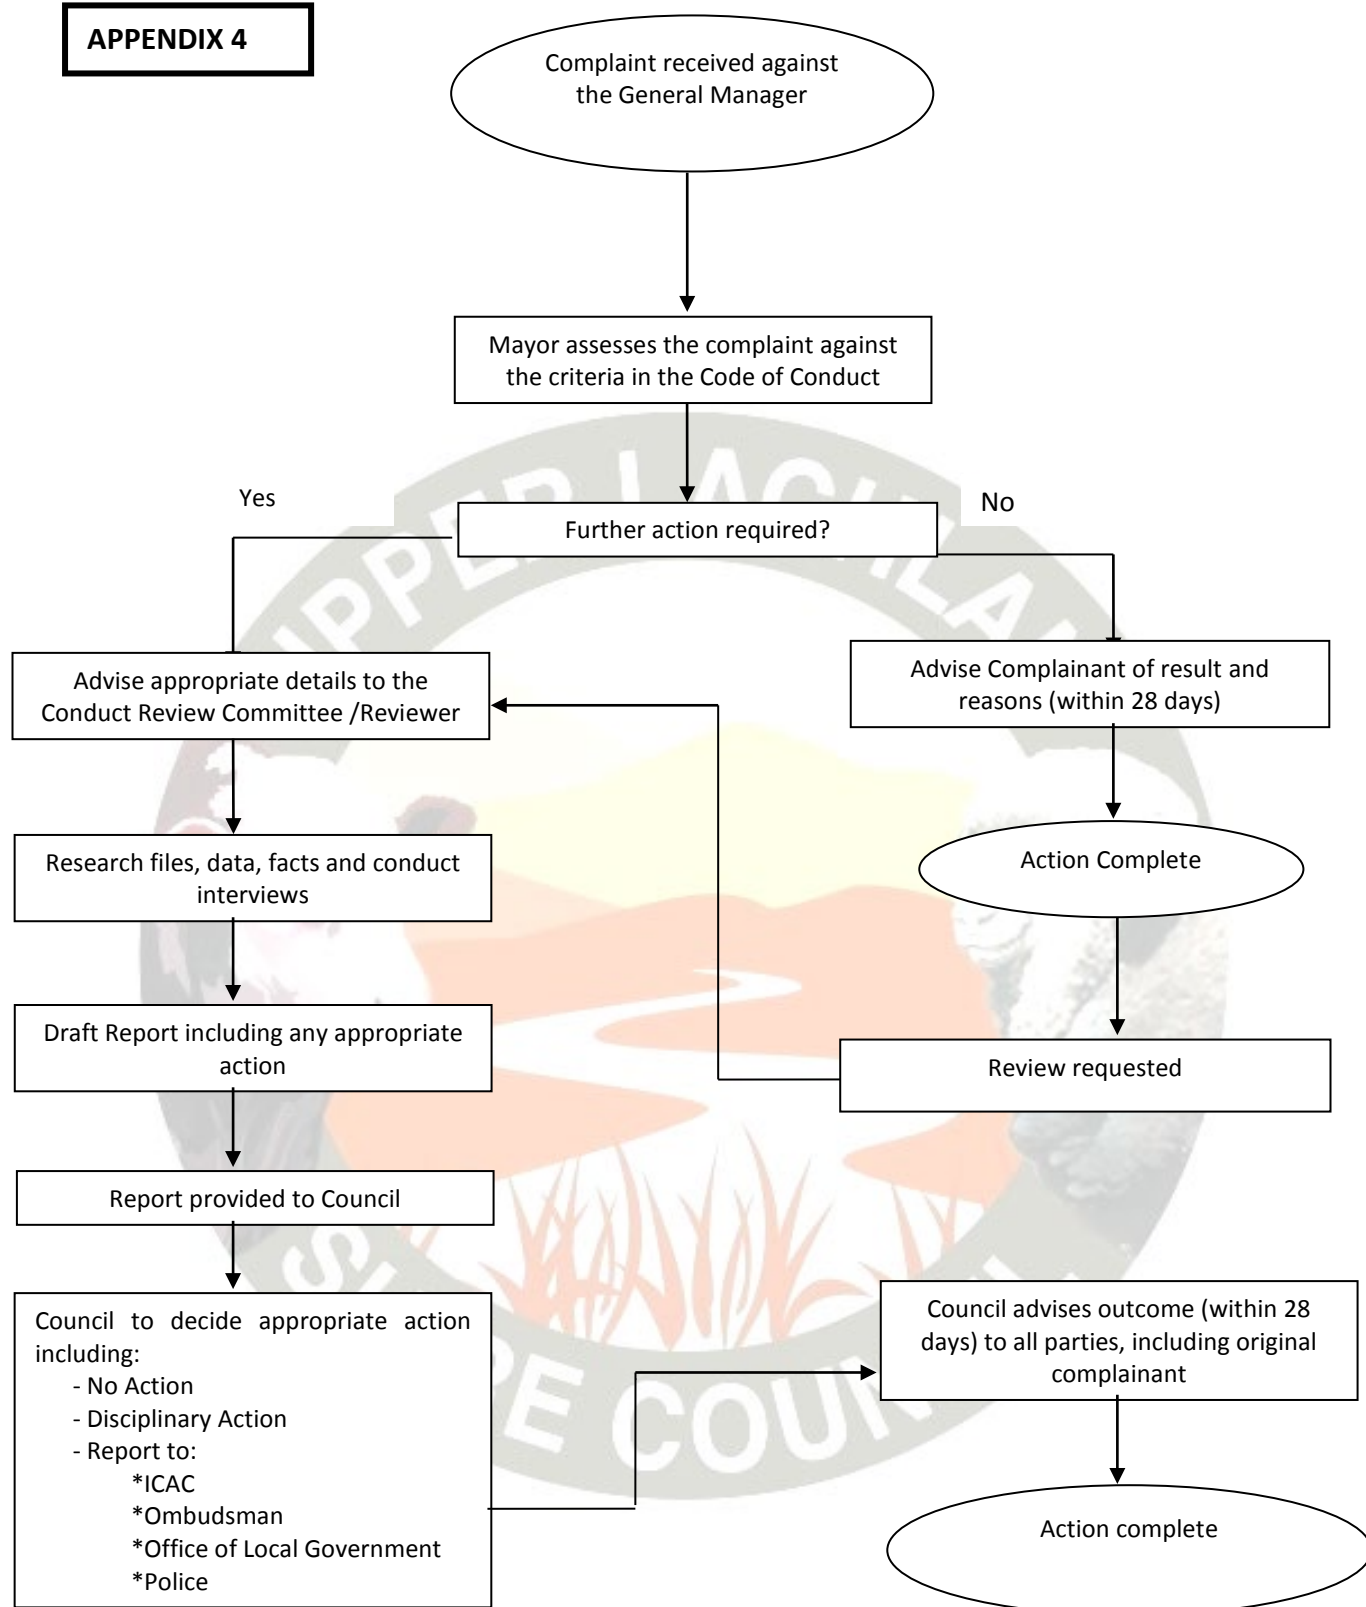 APPENDIX 4
Complaint received against
the General Manager
Mayor assesses the complaint against
the criteria in the Code of Conduct
Yes
No
Further action required?
Advise appropriate details to the
Conduct Review Committee /Reviewer
Advise Complainant of result and
reasons (within 28 days)
Research files, data, facts and conduct
interviews
Action Complete
Draft Report including any appropriate
action
Review requested
Report provided to Council
Council to decide appropriate action
including:
- No Action
- Disciplinary Action
- Report to:
*ICAC
*Ombudsman
*Office of Local Government
*Police
Council advises outcome (within 28
days) to all parties, including original
complainant
Action complete